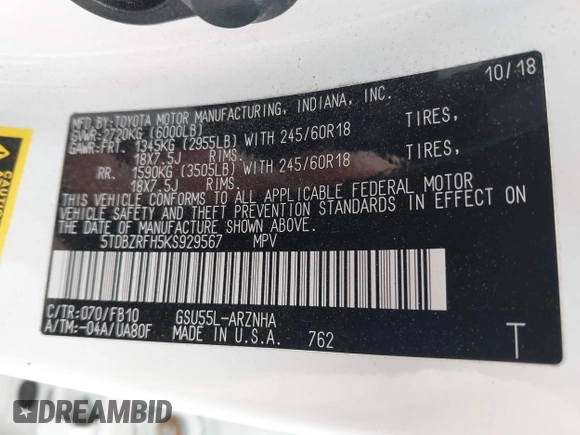 10/18
MFD.BY:TOYOTA MOTOR MANUFACTURING, INDIANA, INC.
GVWR:2720KG (6000LB)
GAWR:FRT. 1345KG (2955LB) WITH 245/60R18 TIRES,
18X7.5J RIMS.
RR. 1590KG (3505LB) WITH 245/60R18 TIRES,
18X7.5J RIMS.
THIS VEHICLE CONFORMS TO ALL APPLICABLE FEDERAL MOTOR
VEHICLE SAFETY AND THEFT PREVENTION STANDARDS IN EFFECT ON
THE DATE OF MANUFACTURE SHOWN ABOVE.
5TDBZRFH5KS929567 MPV
C/TR:070/FB10 GSU55L-ARZNHA
A/TM:-04A/UA80F MADE IN U.S.A. 762
T
DREAMBID